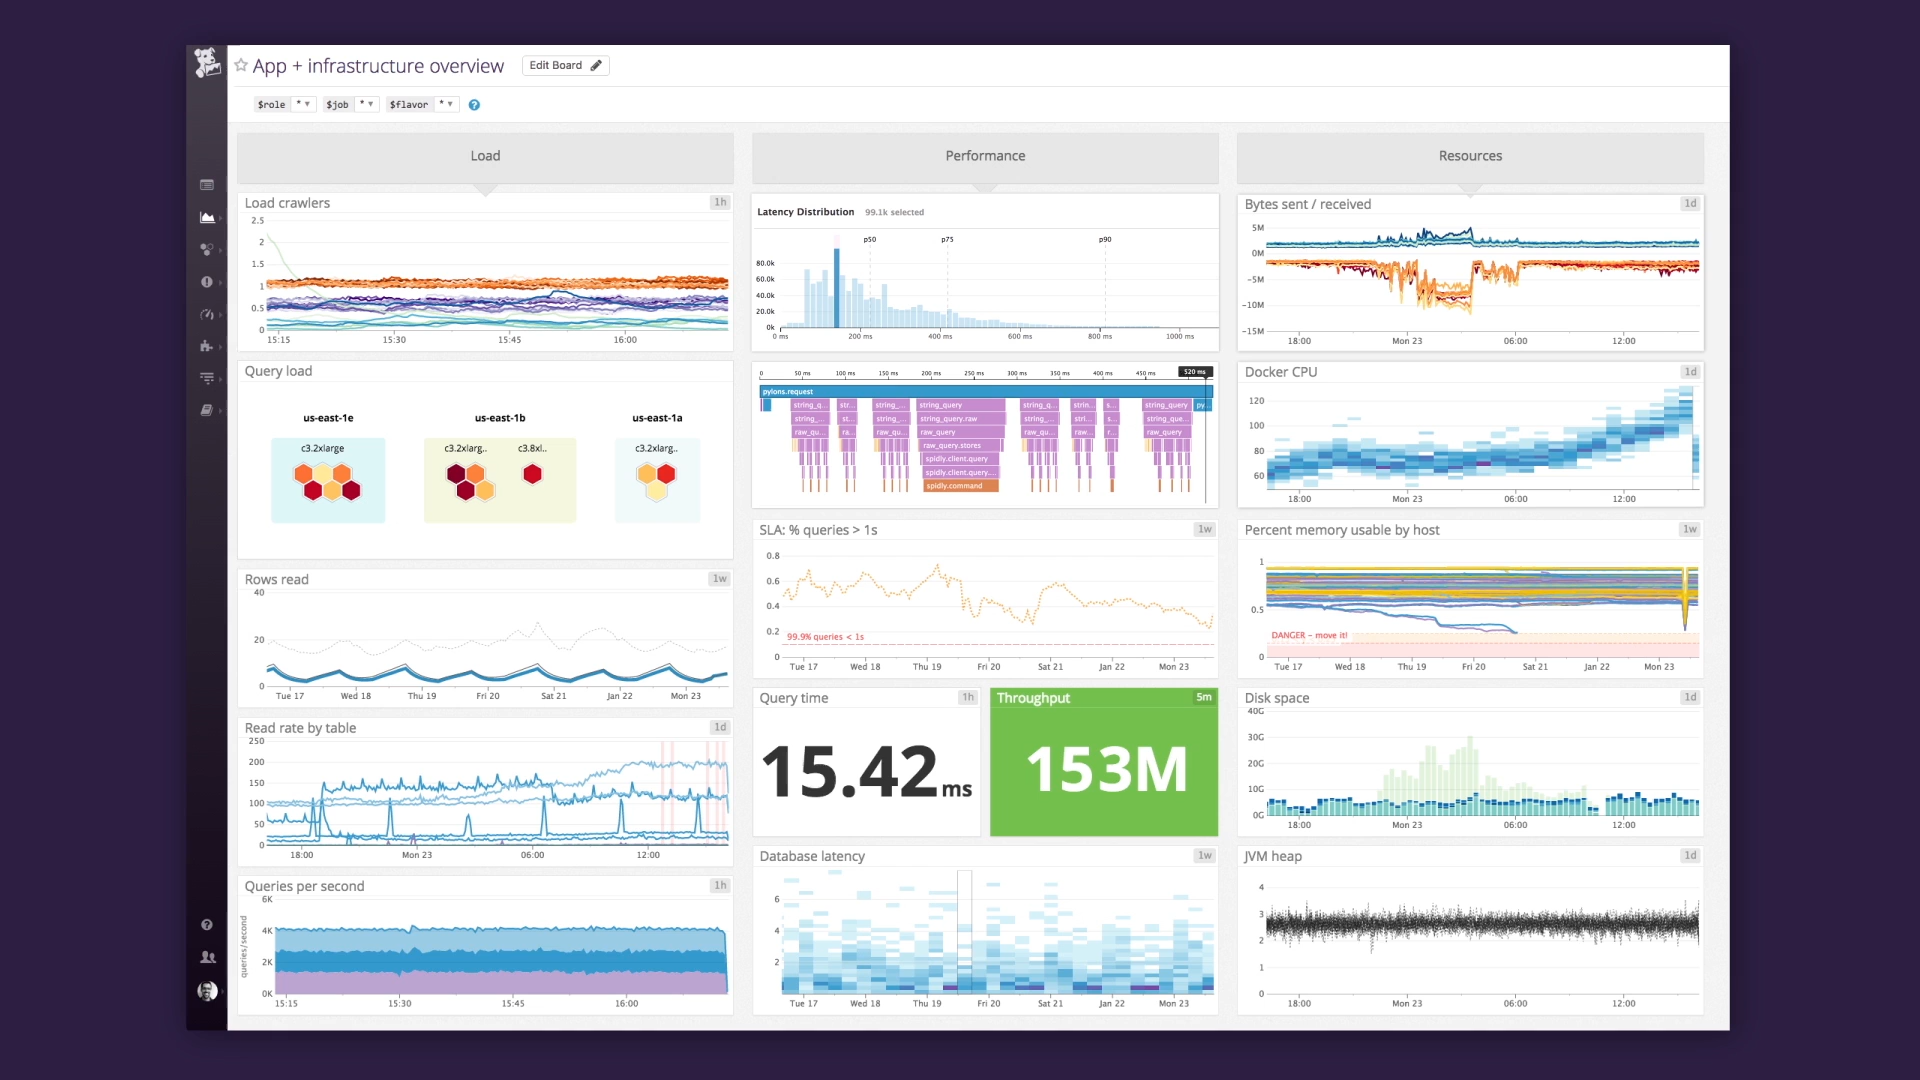 App + infrastructure overview
Edit Board
$role * $job * $flavor * ?
Load
Load crawlers 1h
2.5
2
1.5
1
0.5
0
15:15 15:30 15:45 16:00
Query load
us-east-1e us-east-1b us-east-1a
c3.2xlarge c3.2xlarg.. c3.8xl.. c3.2xlarg..
Rows read 1w
40
20
0
Tue 17 Wed 18 Thu 19 Fri 20 Sat 21 Jan 22 Mon 23
Read rate by table 1d
250
200
150
100
50
0
18:00 Mon 23 06:00 12:00
Queries per second 1h
queries/second
6K
4K
2K
0K
15:15 15:30 15:45 16:00
Performance
Latency Distribution 99.1k selected
p50 p75 p90
80.0k
60.0k
40.0k
20.0k
0k
0 ms 200 ms 400 ms 600 ms 800 ms 1000 ms
0 50 ms 100 ms 150 ms 200 ms 250 ms 300 ms 350 ms 400 ms 450 ms 520 ms
pylons.request
string_q... str... string_... string_query string_q... strin... s... string_query py...
string_... st... string_... string_query.raw string_... stri... c... string_que...
raw_qu... ra... raw_qu... raw_query raw_qu... raw... r... raw_query
raw_query.stores
spidly.client.query
spidly.client.query....
spidly.command
SLA: % queries > 1s 1w
0.8
0.6
0.4
0.2
99.9% queries < 1s
0
Tue 17 Wed 18 Thu 19 Fri 20 Sat 21 Jan 22 Mon 23
Query time 1h
15.42 ms
Throughput 5m
153M
Database latency 1w
6
4
2
Tue 17 Wed 18 Thu 19 Fri 20 Sat 21 Jan 22 Mon 23
Resources
Bytes sent / received 1d
5M
0M
−5M
−10M
−15M
18:00 Mon 23 06:00 12:00
Docker CPU 1d
120
100
80
60
18:00 Mon 23 06:00 12:00
Percent memory usable by host 1w
1
0.5
DANGER – move it!
0
Tue 17 Wed 18 Thu 19 Fri 20 Sat 21 Jan 22 Mon 23
Disk space 1d
40G
30G
20G
10G
0G
18:00 Mon 23 06:00 12:00
JVM heap 1d
4
3
2
1
0
18:00 Mon 23 06:00 12:00